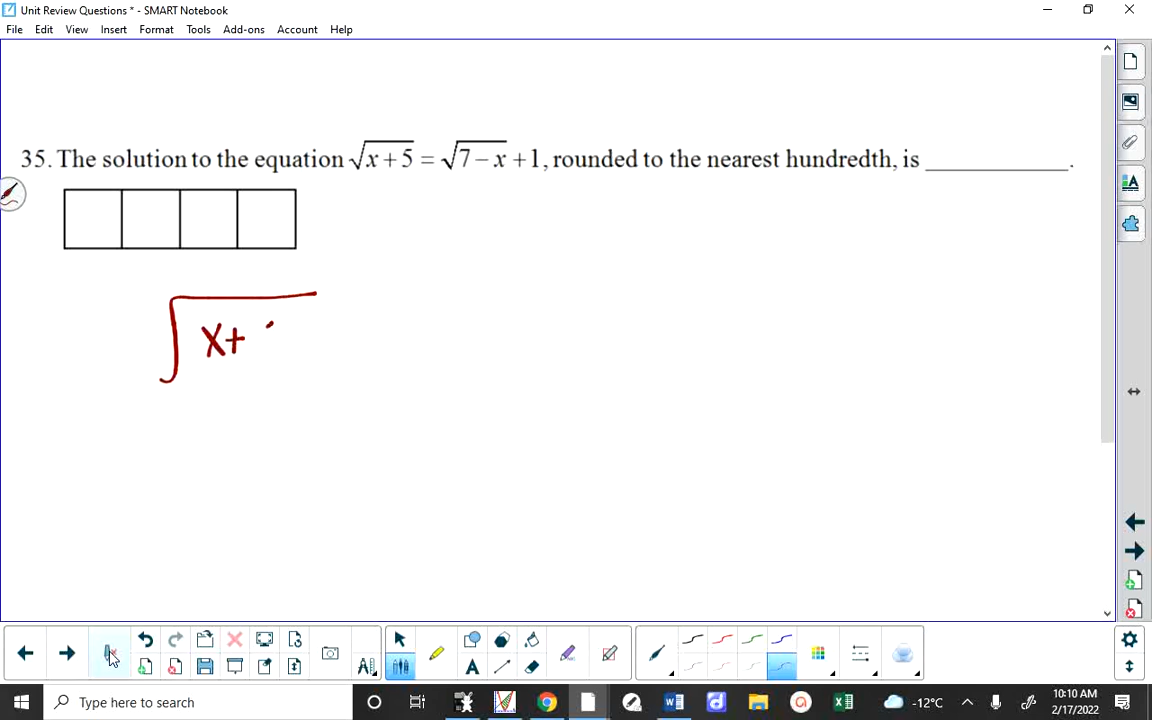 Unit Review Questions * - SMART Notebook
File Edit View Insert Format Tools Add-ons Account Help
35. The solution to the equation √x+5 = √7−x +1, rounded to the nearest hundredth, is ____________.
√x+
Type here to search
-12°C
10:10 AM
2/17/2022